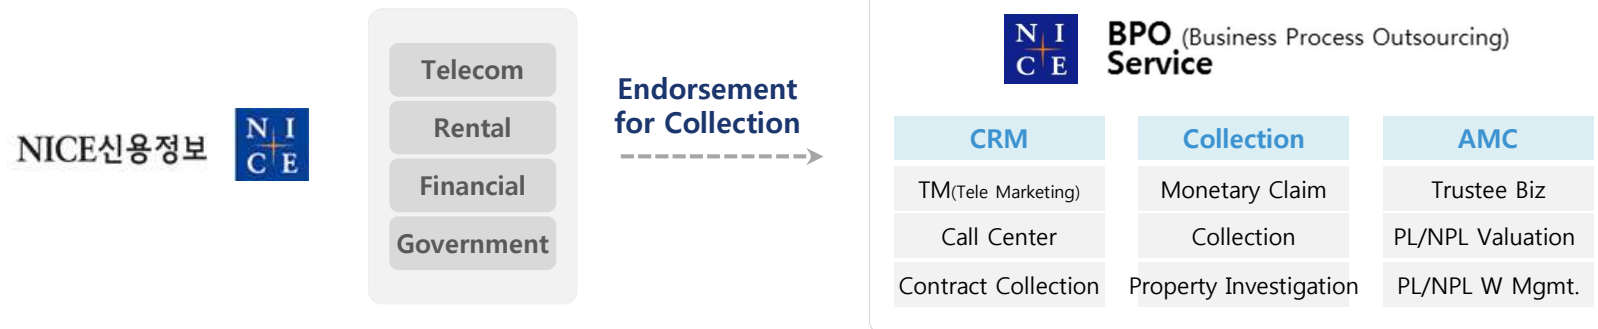 NICE신용정보
N I
C E
Telecom
Rental
Financial
Government
Endorsement
for Collection
N I
C E
BPO (Business Process Outsourcing)
Service
CRM
TM(Tele Marketing)
Call Center
Contract Collection
Collection
Monetary Claim
Collection
Property Investigation
AMC
Trustee Biz
PL/NPL Valuation
PL/NPL W Mgmt.